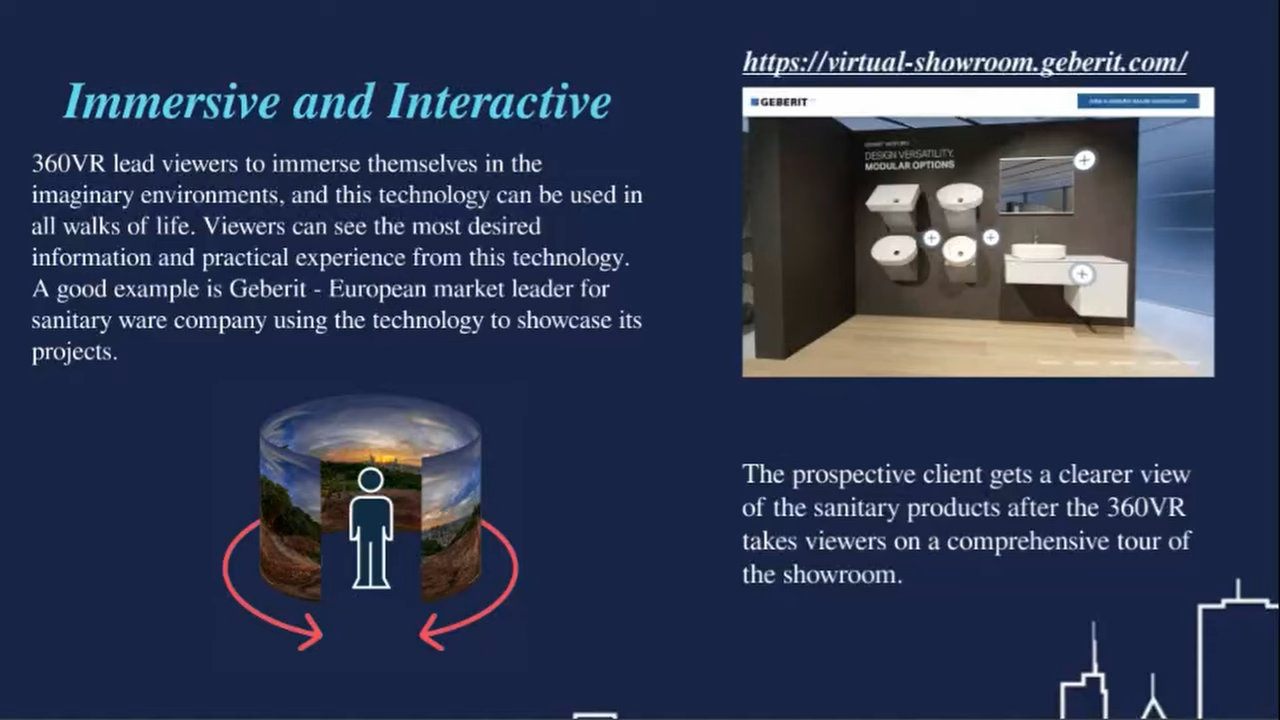 Immersive and Interactive
360VR lead viewers to immerse themselves in the
imaginary environments, and this technology can be used in
all walks of life. Viewers can see the most desired
information and practical experience from this technology.
A good example is Geberit - European market leader for
sanitary ware company using the technology to showcase its
projects.
https://virtual-showroom.geberit.com/
GEBERIT
DESIGN VERSATILITY.
MODULAR OPTIONS
The prospective client gets a clearer view
of the sanitary products after the 360VR
takes viewers on a comprehensive tour of
the showroom.